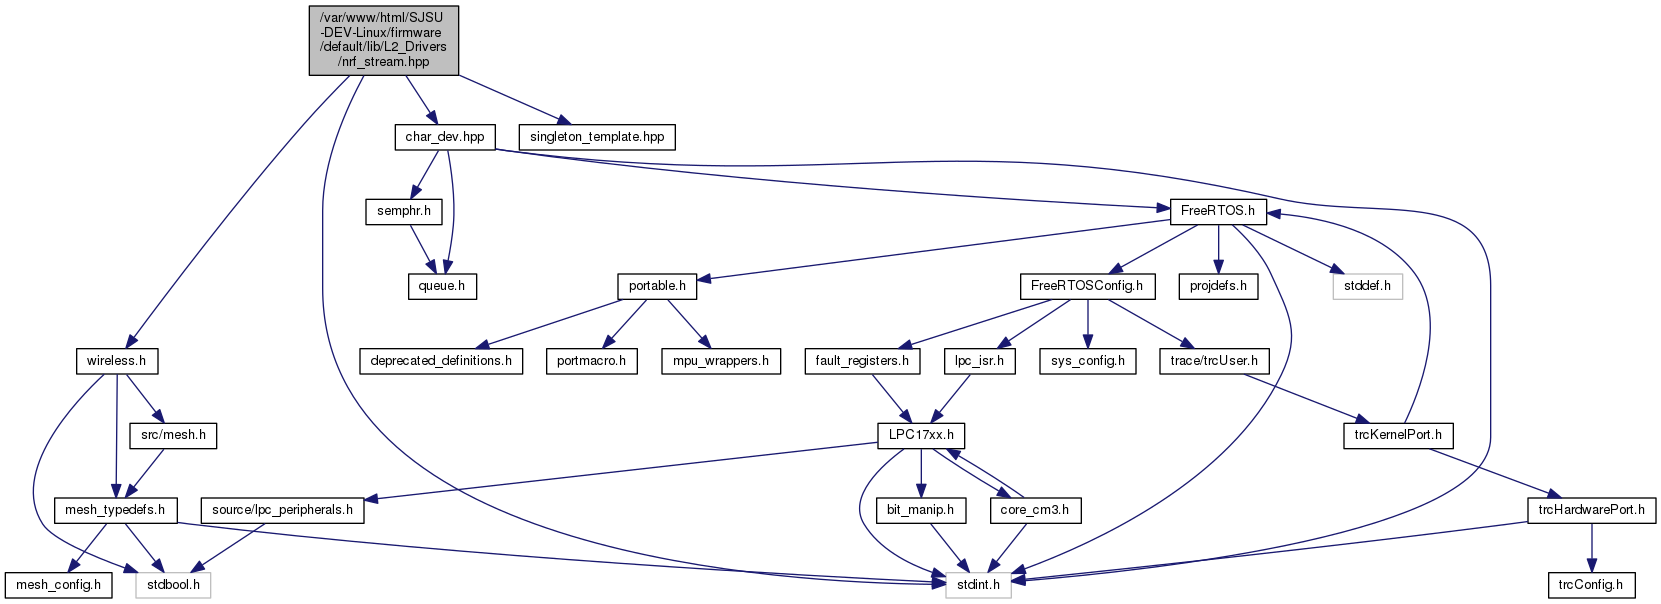 /var/www/html/SJSU
-DEV-Linux/firmware
/default/lib/L2_Drivers
/nrf_stream.hpp
char_dev.hpp
singleton_template.hpp
semphr.h
FreeRTOS.h
queue.h
portable.h
FreeRTOSConfig.h
projdefs.h
stddef.h
wireless.h
deprecated_definitions.h
portmacro.h
mpu_wrappers.h
fault_registers.h
lpc_isr.h
sys_config.h
trace/trcUser.h
src/mesh.h
LPC17xx.h
trcKernelPort.h
mesh_typedefs.h
source/lpc_peripherals.h
bit_manip.h
core_cm3.h
trcHardwarePort.h
mesh_config.h
stdbool.h
stdint.h
trcConfig.h